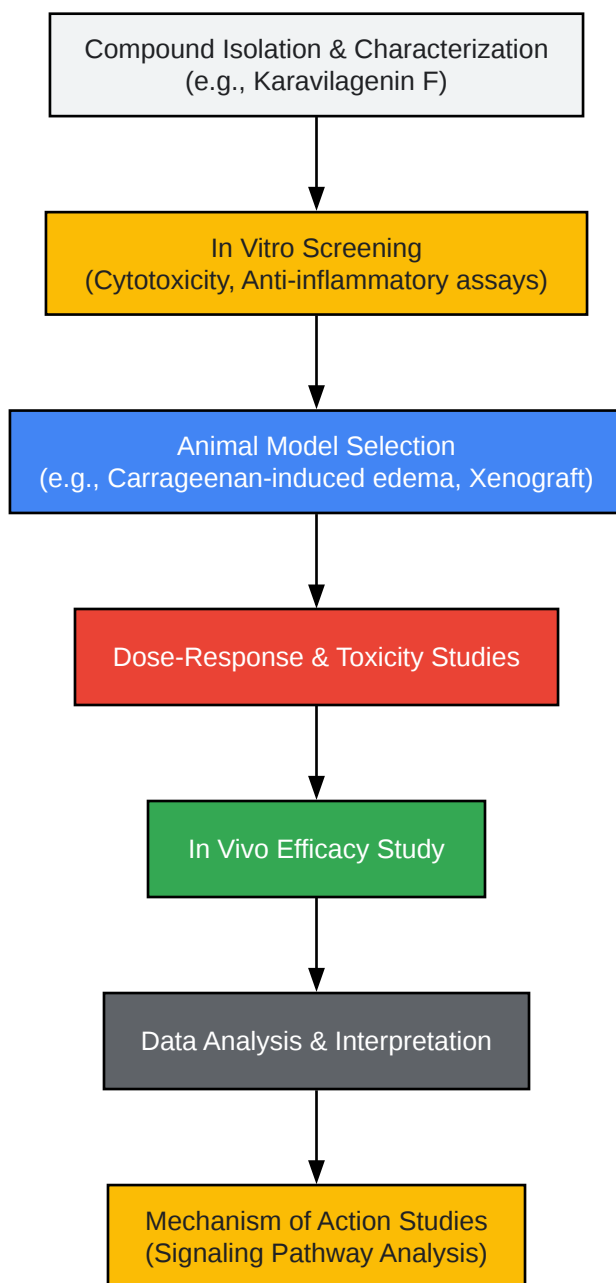 Compound Isolation & Characterization
(e.g., Karavilagenin F)
In Vitro Screening
(Cytotoxicity, Anti-inflammatory assays)
Animal Model Selection
(e.g., Carrageenan-induced edema, Xenograft)
Dose-Response & Toxicity Studies
In Vivo Efficacy Study
Data Analysis & Interpretation
Mechanism of Action Studies
(Signaling Pathway Analysis)